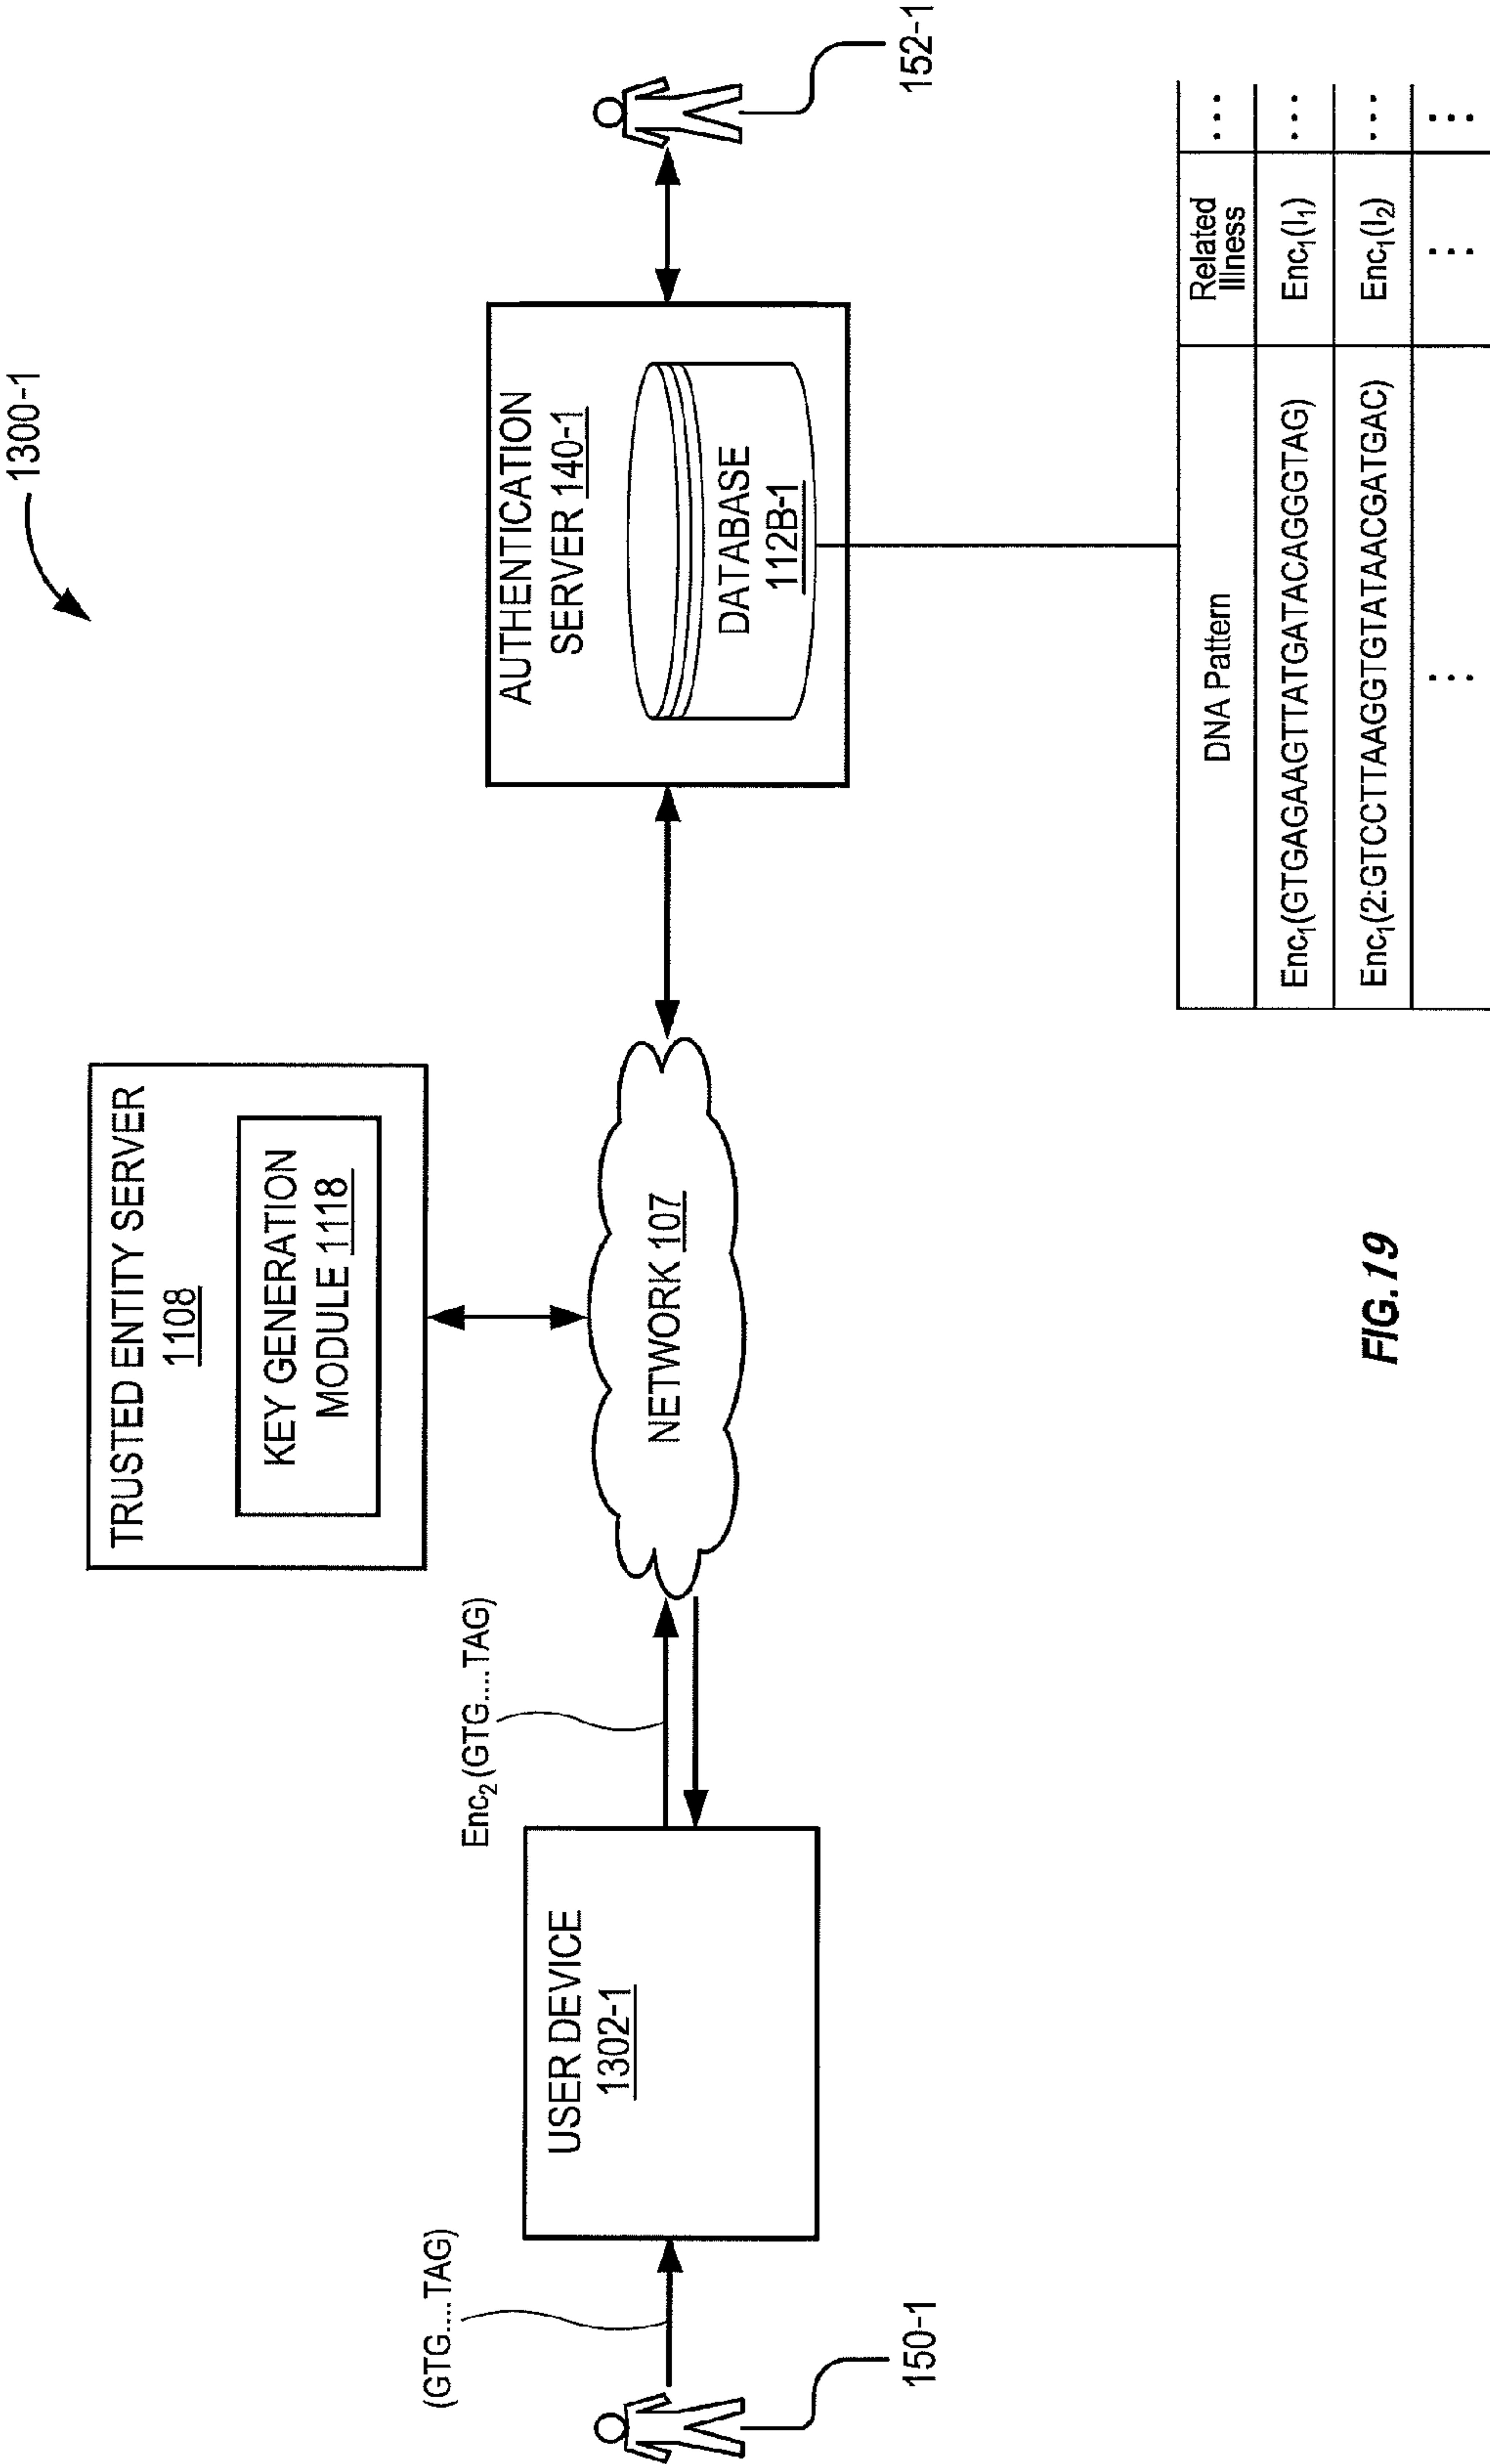 1300-1
TRUSTED ENTITY SERVER
1108
KEY GENERATION
MODULE 1118
(GTG....TAG)
150-1
USER DEVICE
1302-1
Enc₂(GTG....TAG)
NETWORK 107
AUTHENTICATION
SERVER 140-1
DATABASE
112B-1
152-1
DNA Pattern
Related
Illness
...
Enc₁(GTGAGAAGTTATGATACAGGGTAG)
Enc₁(I₁)
...
Enc₁(2:GTCCTTAAGGTGTATAACGATGAC)
Enc₁(I₂)
...
...
...
...
FIG.19